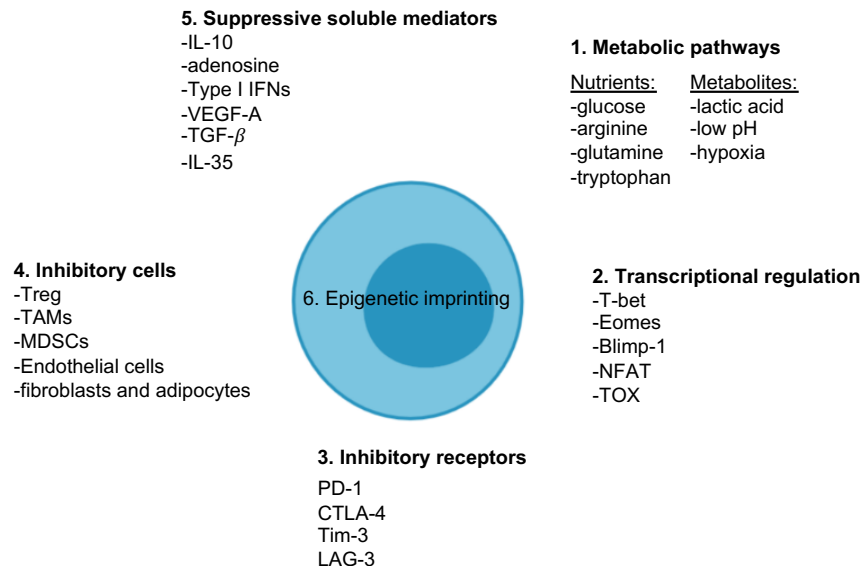 5. Suppressive soluble mediators
-IL-10
-adenosine
-Type I IFNs
-VEGF-A
-TGF-β
-IL-35
1. Metabolic pathways
Nutrients: Metabolites:
-glucose -lactic acid
-arginine -low pH
-glutamine -hypoxia
-tryptophan
4. Inhibitory cells
-Treg
-TAMs
-MDSCs
-Endothelial cells
-fibroblasts and adipocytes
6. Epigenetic imprinting
2. Transcriptional regulation
-T-bet
-Eomes
-Blimp-1
-NFAT
-TOX
3. Inhibitory receptors
PD-1
CTLA-4
Tim-3
LAG-3